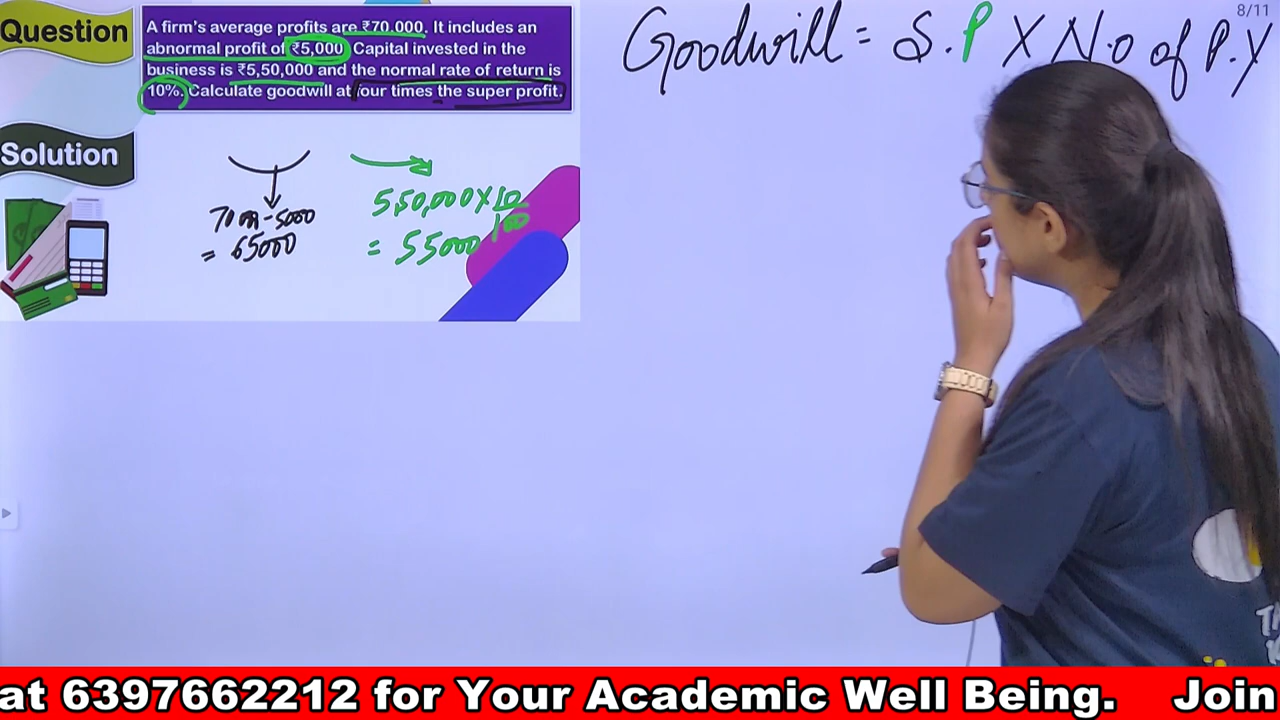 Question
A firm's average profits are ₹70,000. It includes an
abnormal profit of ₹5,000 Capital invested in the
business is ₹5,50,000 and the normal rate of return is
10%. Calculate goodwill at four times the super profit.
Goodwill = S.P X N.O of P.Y
8/11
Solution
- 5000
= 65000
5,50,000 X 10
100
= 55000
at 6397662212 for Your Academic Well Being. Join